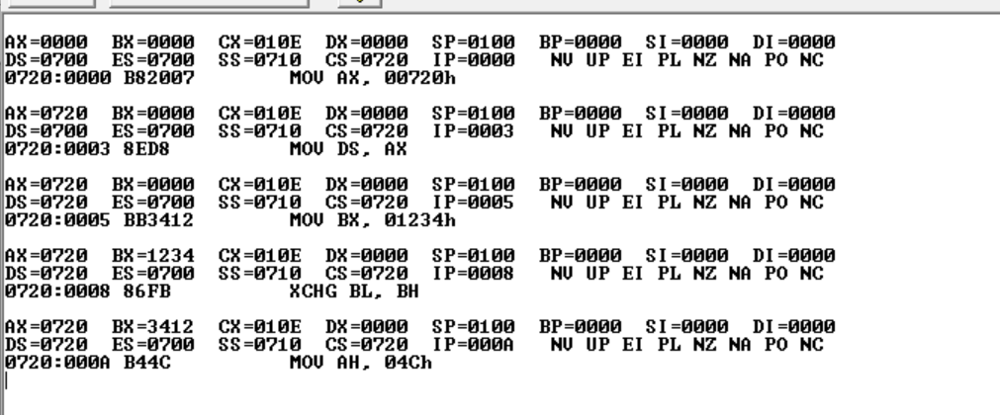 AX=0000  BX=0000  CX=010E  DX=0000  SP=0100  BP=0000  SI=0000  DI=0000
DS=0700  ES=0700  SS=0710  CS=0720  IP=0000   NV UP EI PL NZ NA PO NC
0720:0000 B82007          MOV AX, 00720h

AX=0720  BX=0000  CX=010E  DX=0000  SP=0100  BP=0000  SI=0000  DI=0000
DS=0700  ES=0700  SS=0710  CS=0720  IP=0003   NV UP EI PL NZ NA PO NC
0720:0003 8ED8            MOV DS, AX

AX=0720  BX=0000  CX=010E  DX=0000  SP=0100  BP=0000  SI=0000  DI=0000
DS=0720  ES=0700  SS=0710  CS=0720  IP=0005   NV UP EI PL NZ NA PO NC
0720:0005 BB3412          MOV BX, 01234h

AX=0720  BX=1234  CX=010E  DX=0000  SP=0100  BP=0000  SI=0000  DI=0000
DS=0720  ES=0700  SS=0710  CS=0720  IP=0008   NV UP EI PL NZ NA PO NC
0720:0008 86FB            XCHG BL, BH

AX=0720  BX=3412  CX=010E  DX=0000  SP=0100  BP=0000  SI=0000  DI=0000
DS=0720  ES=0700  SS=0710  CS=0720  IP=000A   NV UP EI PL NZ NA PO NC
0720:000A B44C            MOV AH, 04Ch